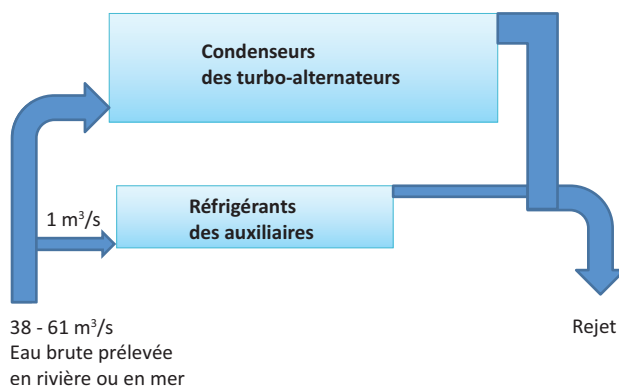 Condenseurs
des turbo-alternateurs
1 m³/s
Réfrigérants
des auxiliaires
38 - 61 m³/s
Eau brute prélevée
en rivière ou en mer
Rejet